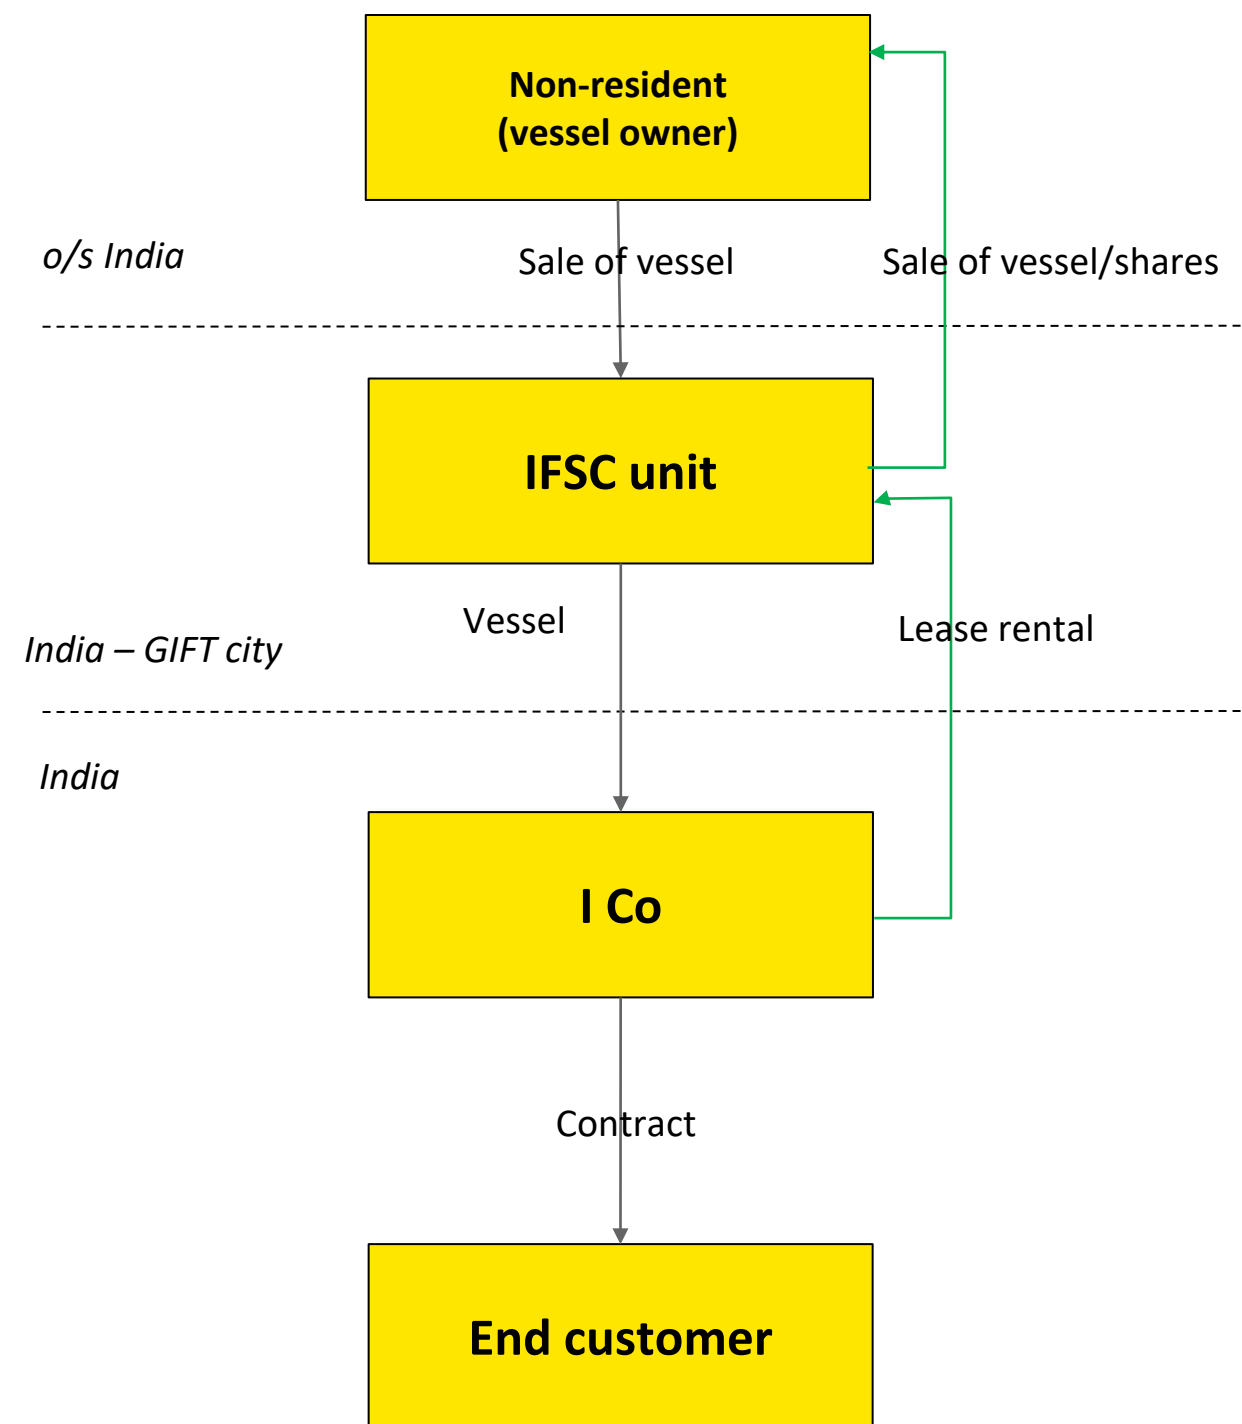 Non-resident
(vessel owner)
o/s India
Sale of vessel
Sale of vessel/shares
IFSC unit
Vessel
Lease rental
India – GIFT city
India
I Co
Contract
End customer